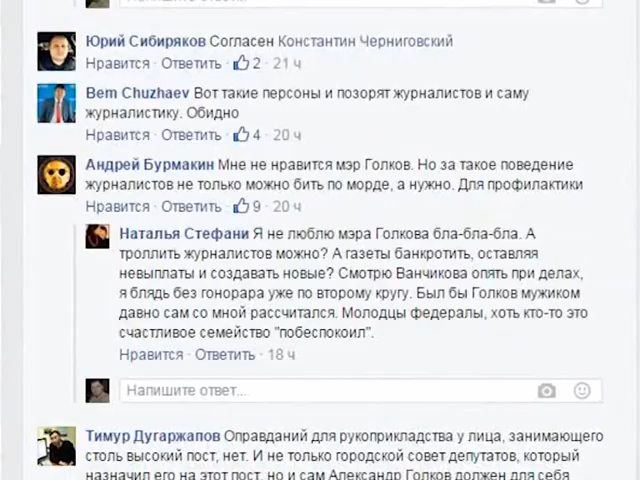 Юрий Сибиряков Согласен Константин Черниговский
Нравится · Ответить · 2 · 21 ч
Bem Chuzhaev Вот такие персоны и позорят журналистов и саму
журналистику. Обидно
Нравится · Ответить · 4 · 20 ч
Андрей Бурмакин Мне не нравится мэр Голков. Но за такое поведение
журналистов не только можно бить по морде, а нужно. Для профилактики
Нравится · Ответить · 9 · 20 ч
Наталья Стефани Я не люблю мэра Голкова бла-бла-бла. А
троллить журналистов можно? А газеты банкротить, оставляя
невыплаты и создавать новые? Смотрю Ванчикова опять при делах,
я блядь без гонорара уже по второму кругу. Был бы Голков мужиком
давно сам со мной рассчитался. Молодцы федералы, хоть кто-то это
счастливое семейство "побеспокоил".
Нравится · Ответить · 18 ч
Напишите ответ...
Тимур Дугаржапов Оправданий для рукоприкладства у лица, занимающего
столь высокий пост, нет. И не только городской совет депутатов, который
назначил его на этот пост, но и сам Александр Голков должен для себя